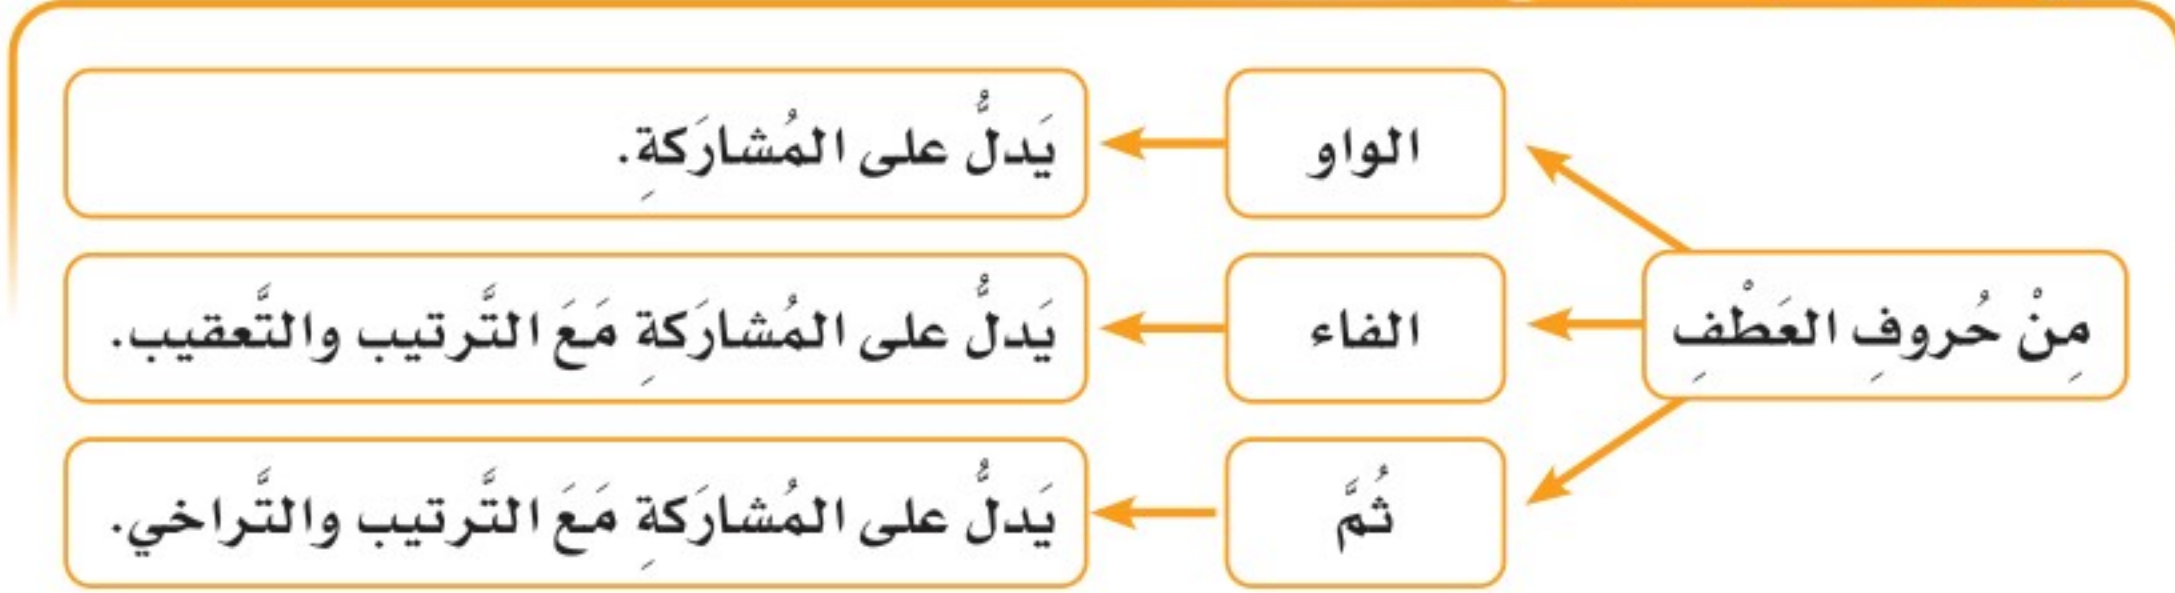 مِنْ حُروفِ العَطْفِ
الواو
يَدلُّ على المُشارَكةِ.
الفاء
يَدلُّ على المُشارَكةِ مَعَ التَّرتيب والتَّعقيب.
ثُمَّ
يَدلُّ على المُشارَكةِ مَعَ التَّرتيب والتَّراخي.